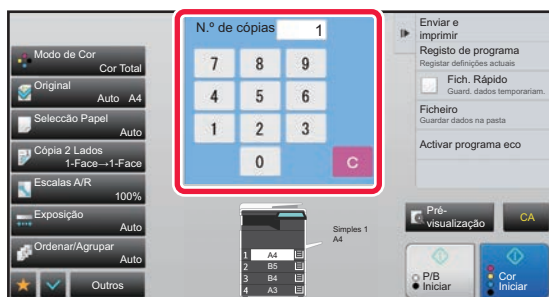 N.º de cópias 1
7 8 9
4 5 6
1 2 3
0 C
Modo de Cor
Cor Total
Original
Auto A4
Selecção Papel
Auto
Cópia 2 Lados
1-Face→1-Face
Escalas A/R
100%
Exposição
Auto
Ordenar/Agrupar
Auto
Outros
1 A4
2 B5
3 B4
4 A3
Simples 1
A4
Enviar e
imprimir
Registo de programa
Registar definições actuais
Fich. Rápido
Guard. dados temporariam.
Ficheiro
Guardar dados na pasta
Activar programa eco
Pré-
visualização
CA
P/B
Iniciar
Cor
Iniciar